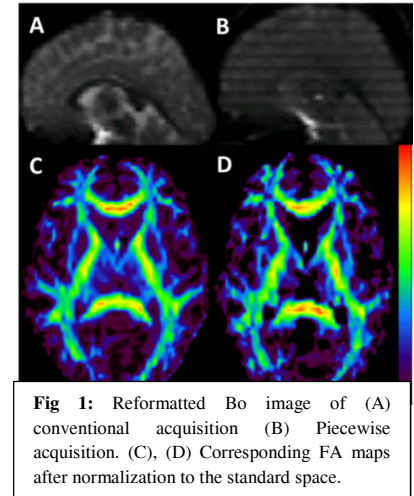 A
B
C
D
Fig 1: Reformatted Bo image of (A)
conventional acquisition (B) Piecewise
acquisition. (C), (D) Corresponding FA maps
after normalization to the standard space.